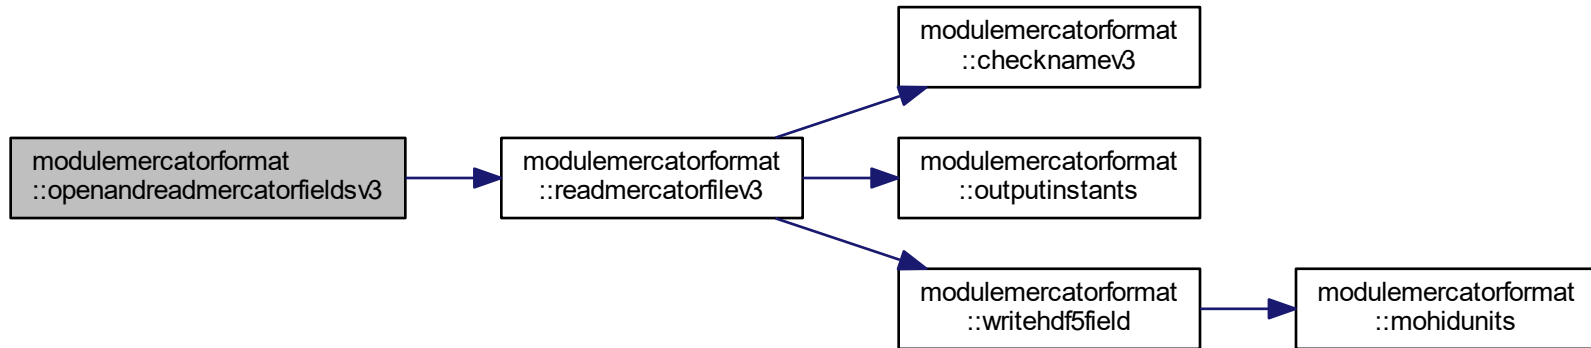 modulemercatorformat
::openandreadmercatorfieldsv3
modulemercatorformat
::readmercatorfilev3
modulemercatorformat
::checknamev3
modulemercatorformat
::outputinstants
modulemercatorformat
::writehdf5field
modulemercatorformat
::mohidunits